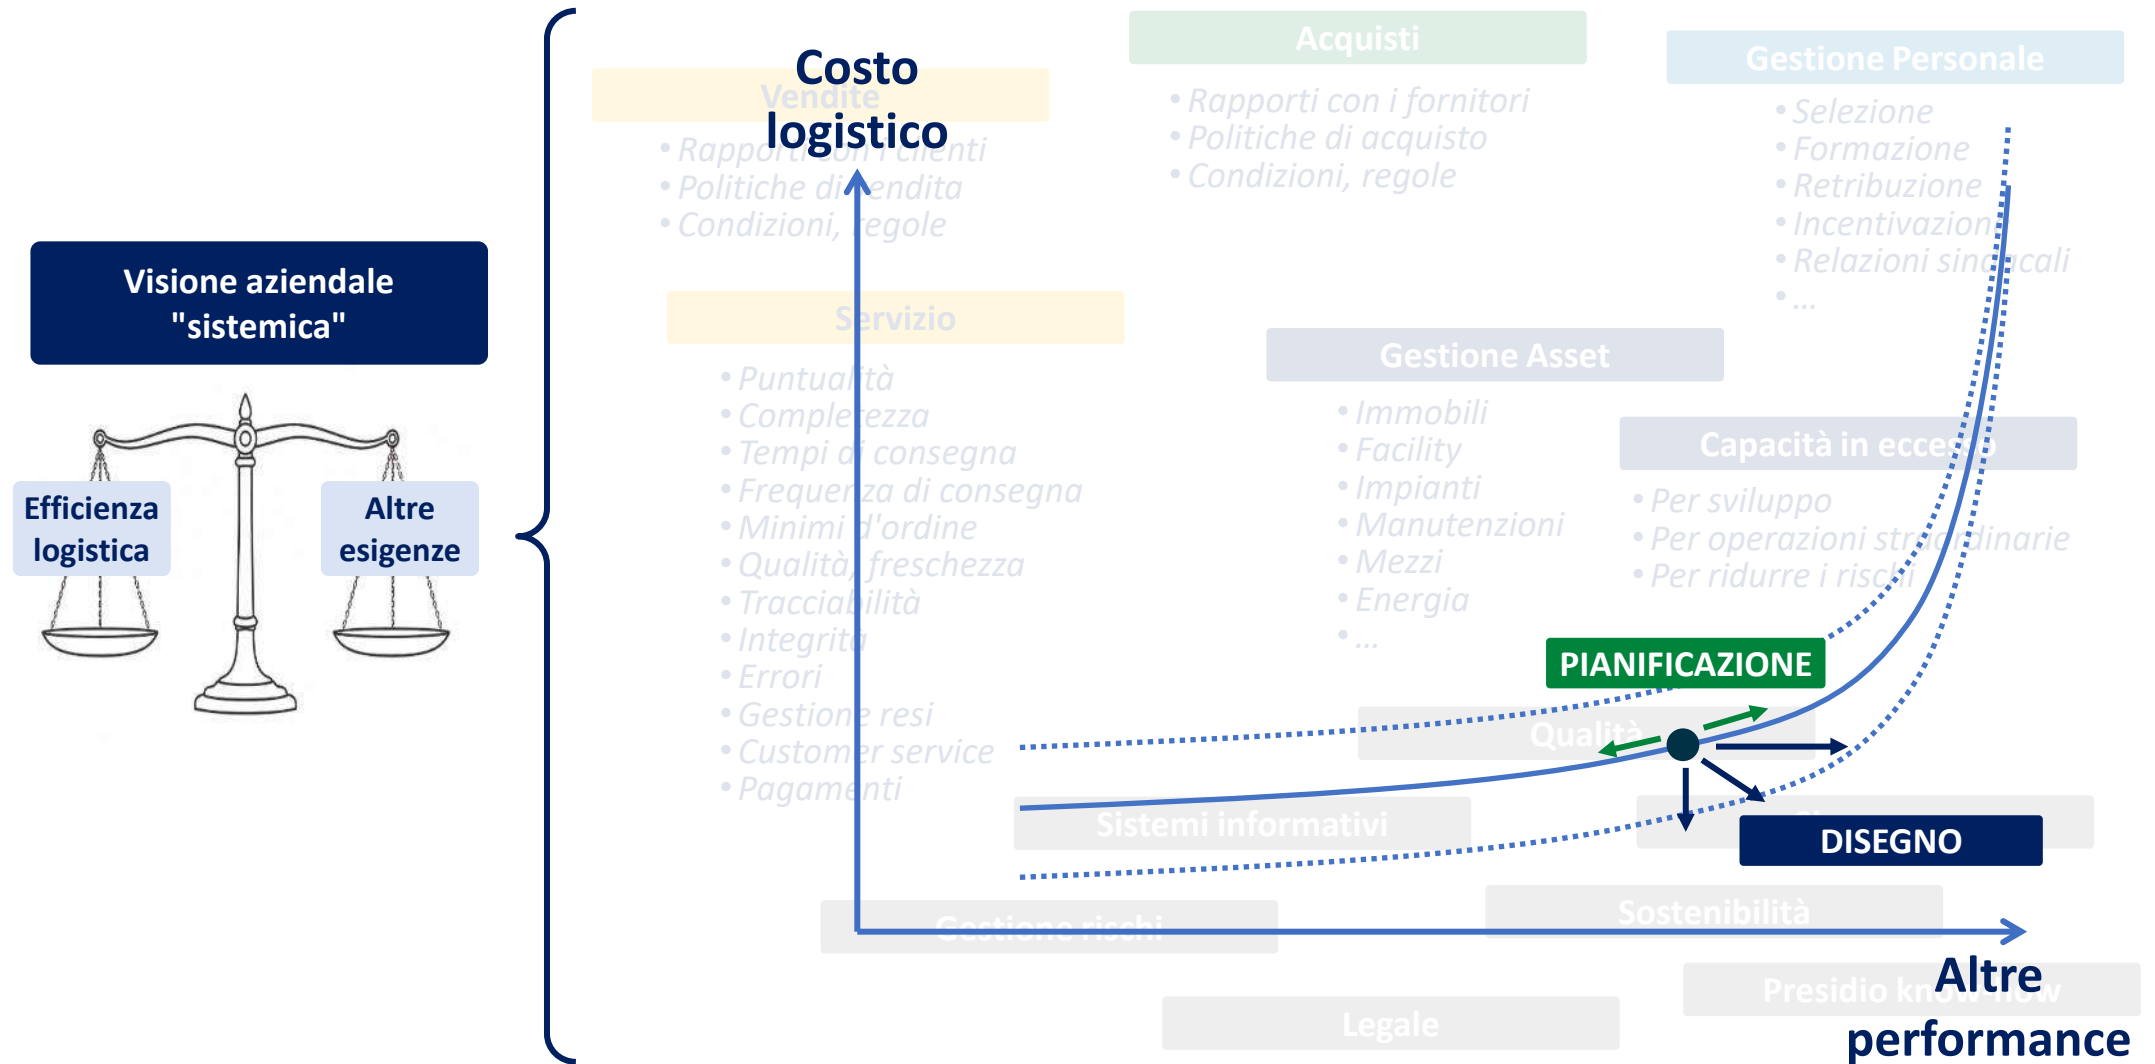 Visione aziendale
"sistemica"
Efficienza
logistica
Altre
esigenze
Costo
logistico
Vendite
• Rapporti con i clienti
• Politiche di vendita
• Condizioni, regole
Acquisti
• Rapporti con i fornitori
• Politiche di acquisto
• Condizioni, regole
Gestione Personale
• Selezione
• Formazione
• Retribuzione
• Incentivazione
• Relazioni sindacali
• ...
Servizio
• Puntualità
• Completezza
• Tempi di consegna
• Frequenza di consegna
• Minimi d'ordine
• Qualità, freschezza
• Tracciabilità
• Integrità
• Errori
• Gestione resi
• Customer service
• Pagamenti
Gestione Asset
• Immobili
• Facility
• Impianti
• Manutenzioni
• Mezzi
• Energia
• ...
Capacità in eccesso
• Per sviluppo
• Per operazioni straordinarie
• Per ridurre i rischi
PIANIFICAZIONE
Qualità
Sistemi informativi
DISEGNO
Gestione rischi
Sostenibilità
Presidio know-how
Legale
Altre
performance